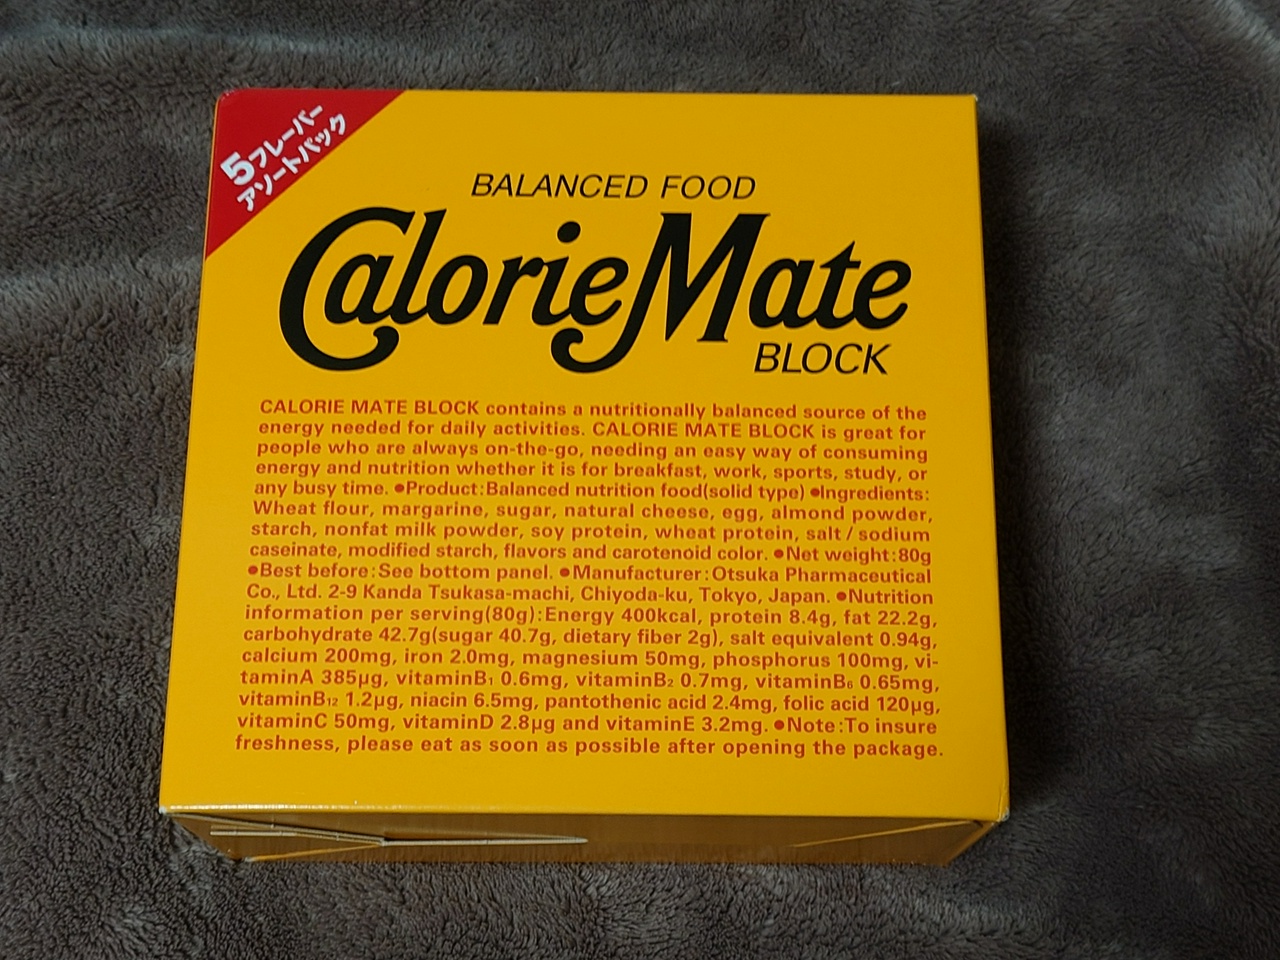 5フレーバー
アソートパック
BALANCED FOOD
CalorieMate
BLOCK
CALORIE MATE BLOCK contains a nutritionally balanced source of the
energy needed for daily activities. CALORIE MATE BLOCK is great for
people who are always on-the-go, needing an easy way of consuming
energy and nutrition whether it is for breakfast, work, sports, study, or
any busy time. ●Product:Balanced nutrition food(solid type) ●Ingredients:
Wheat flour, margarine, sugar, natural cheese, egg, almond powder,
starch, nonfat milk powder, soy protein, wheat protein, salt/sodium
caseinate, modified starch, flavors and carotenoid color. ●Net weight:80g
●Best before:See bottom panel. ●Manufacturer:Otsuka Pharmaceutical
Co., Ltd. 2-9 Kanda Tsukasa-machi, Chiyoda-ku, Tokyo, Japan. ●Nutrition
information per serving(80g):Energy 400kcal, protein 8.4g, fat 22.2g,
carbohydrate 42.7g(sugar 40.7g, dietary fiber 2g), salt equivalent 0.94g,
calcium 200mg, iron 2.0mg, magnesium 50mg, phosphorus 100mg, vi-
taminA 385μg, vitaminB₁ 0.6mg, vitaminB₂ 0.7mg, vitaminB₆ 0.65mg,
vitaminB₁₂ 1.2μg, niacin 6.5mg, pantothenic acid 2.4mg, folic acid 120μg,
vitaminC 50mg, vitaminD 2.8μg and vitaminE 3.2mg. ●Note:To insure
freshness, please eat as soon as possible after opening the package.